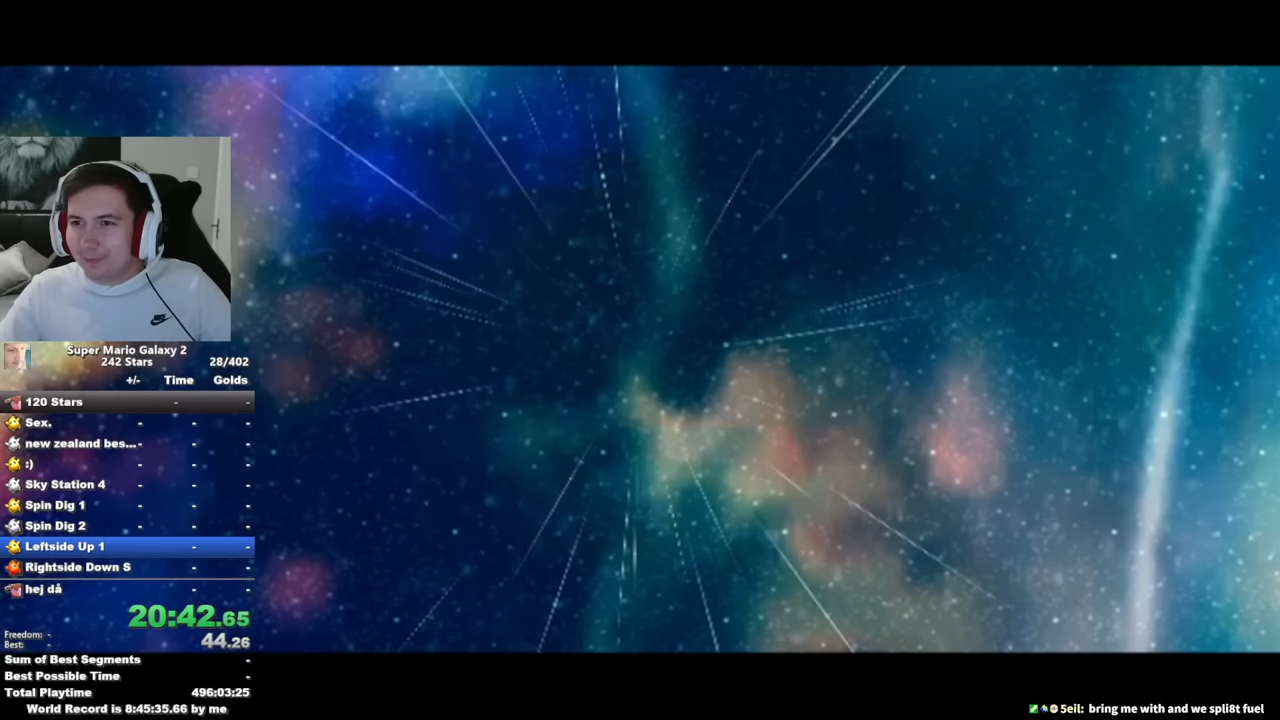 Super Mario Galaxy 2
242 Stars 28/402
+/- Time Golds
120 Stars - -
Sex. - - -
new zealand bes... - - -
:) - - -
Sky Station 4 - - -
Spin Dig 1 - - -
Spin Dig 2 - - -
Leftside Up 1 - -
Rightside Down S - -
hej då - -
20:42.65
Freedom: -
Best: -
44.26
Sum of Best Segments -
Best Possible Time -
Total Playtime 496:03:25
World Record is 8:45:35.66 by me
5eil: bring me with and we spli8t fuel